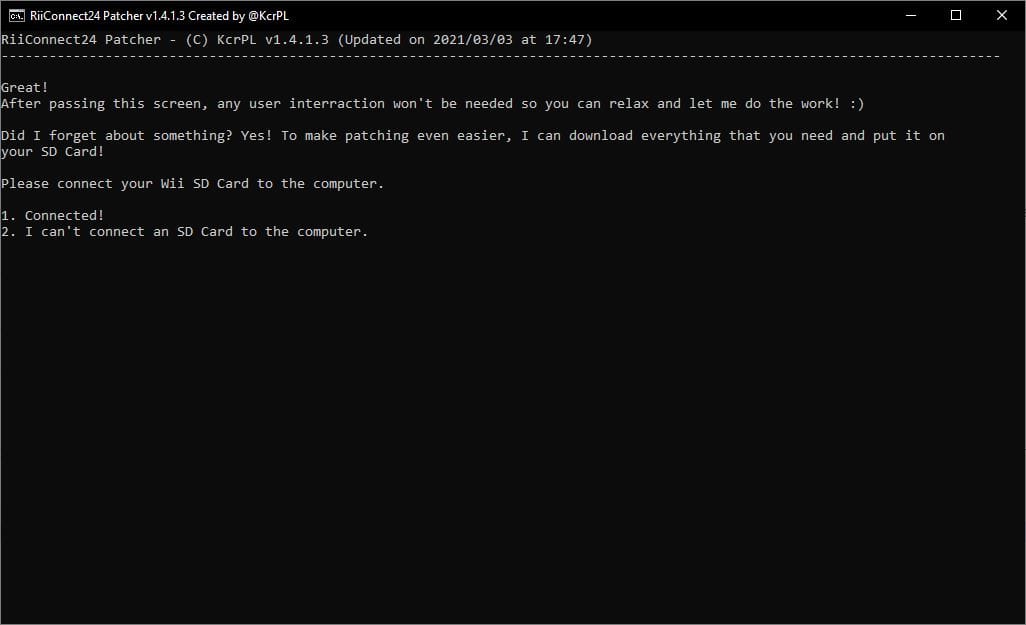 RiiConnect24 Patcher v1.4.1.3 Created by @KcrPL
RiiConnect24 Patcher - (C) KcrPL v1.4.1.3 (Updated on 2021/03/03 at 17:47)
-----------------------------------------------------------------------------------------------------------------------------
Great!
After passing this screen, any user interraction won't be needed so you can relax and let me do the work! :)
Did I forget about something? Yes! To make patching even easier, I can download everything that you need and put it on
your SD Card!
Please connect your Wii SD Card to the computer.
1. Connected!
2. I can't connect an SD Card to the computer.